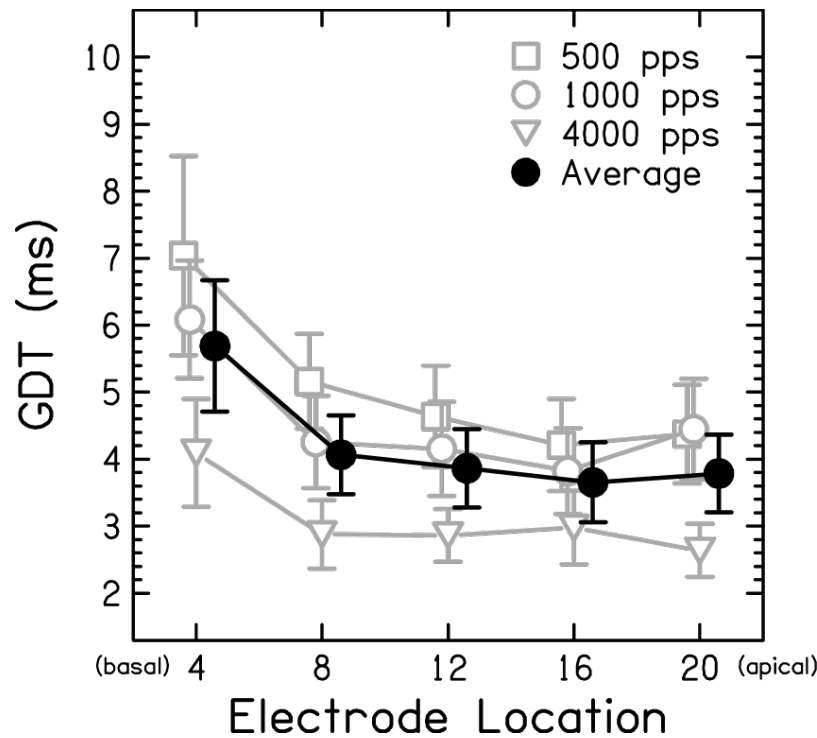 500 pps
1000 pps
4000 pps
Average
10
9
8
7
6
5
4
3
2
GDT (ms)
(basal) 4 8 12 16 20 (apical)
Electrode Location